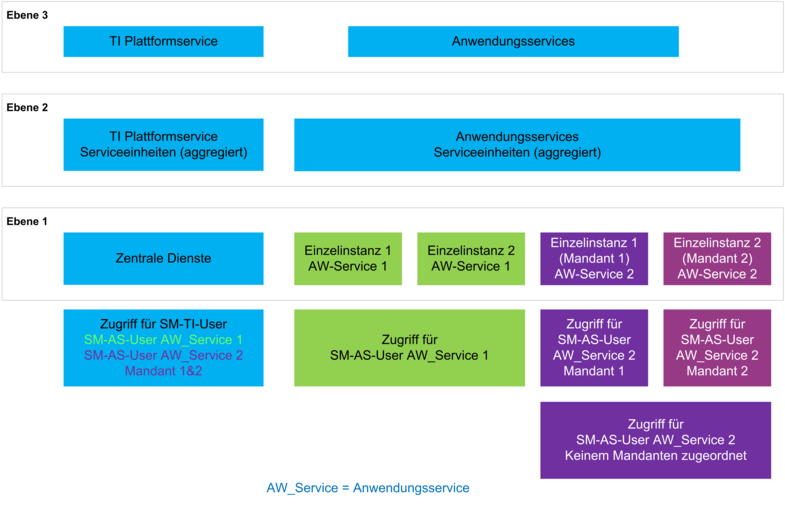 Ebene 3
TI Plattformservice
Anwendungsservices
Ebene 2
TI Plattformservice
Serviceeinheiten (aggregiert)
Anwendungsservices
Serviceeinheiten (aggregiert)
Ebene 1
Zentrale Dienste
Einzelinstanz 1
AW-Service 1
Einzelinstanz 2
AW-Service 1
Einzelinstanz 1
(Mandant 1)
AW-Service 2
Einzelinstanz 2
(Mandant 2)
AW-Service 2
Zugriff für SM-TI-User
SM-AS-User AW_Service 1
SM-AS-User AW_Service 2
Mandant 1&2
Zugriff für
SM-AS-User AW_Service 1
Zugriff für
SM-AS-User
AW_Service 2
Mandant 1
Zugriff für
SM-AS-User
AW_Service 2
Mandant 2
Zugriff für
SM-AS-User AW_Service 2
Keinem Mandanten zugeordnet
AW_Service = Anwendungsservice